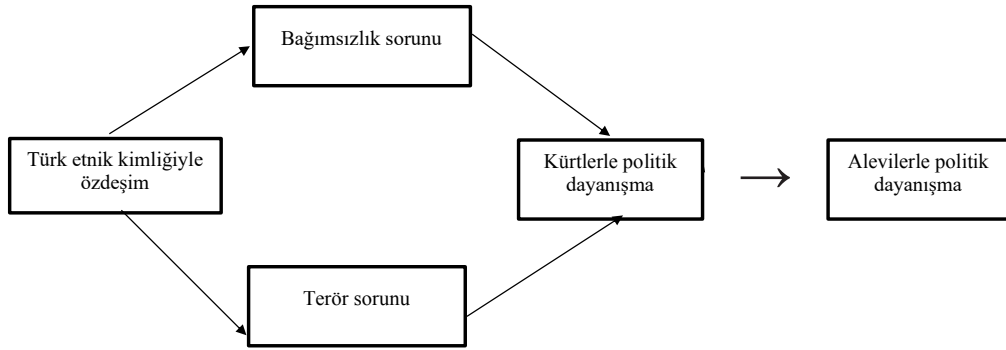 Bağımsızlık sorunu
Türk etnik kimliğiyle
özdeşim
Kürtlerle politik
dayanışma
Alevilerle politik
dayanışma
Terör sorunu